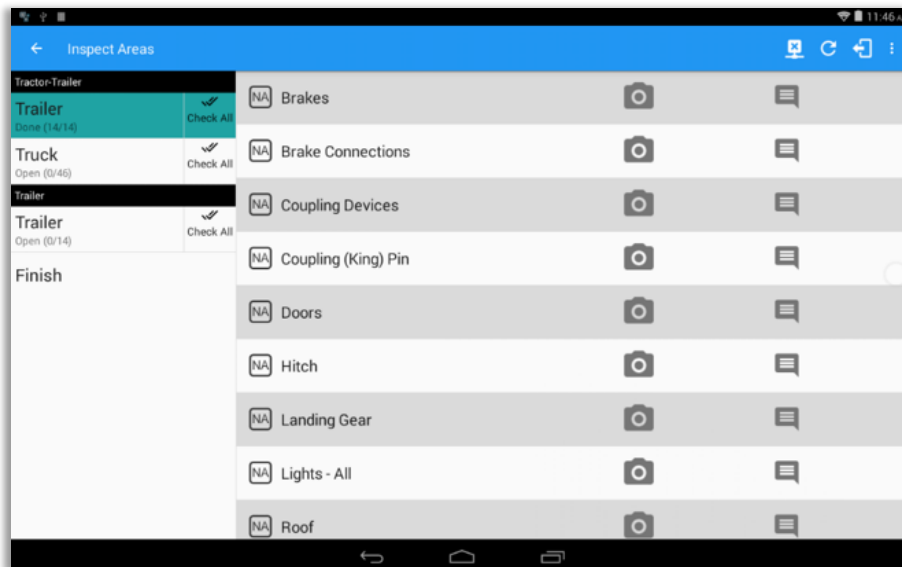 11:46
Inspect Areas
Tractor-Trailer
Trailer
Done (14/14)
Check All
Truck
Open (0/46)
Check All
Trailer
Trailer
Open (0/14)
Check All
Finish
NA Brakes
NA Brake Connections
NA Coupling Devices
NA Coupling (King) Pin
NA Doors
NA Hitch
NA Landing Gear
NA Lights - All
NA Roof